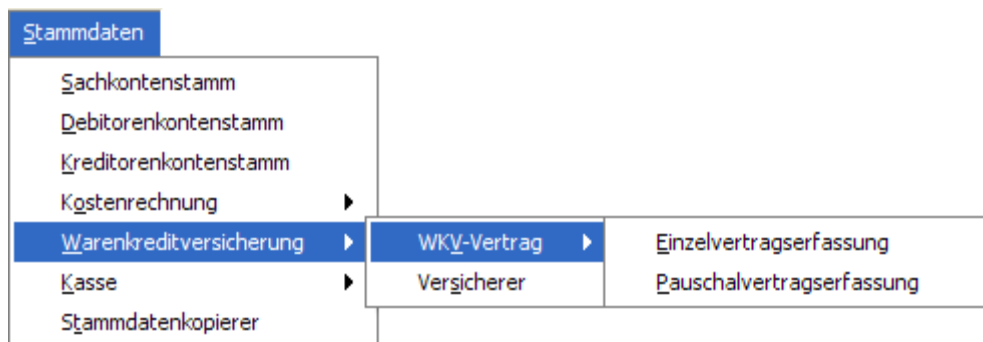 Stammdaten
Sachkontenstamm
Debitorenkontenstamm
Kreditorenkontenstamm
Kostenrechnung
Warenkreditversicherung WKV-Vertrag Einzelvertragserfassung
Kasse Versicherer Pauschalvertragserfassung
Stammdatenkopierer